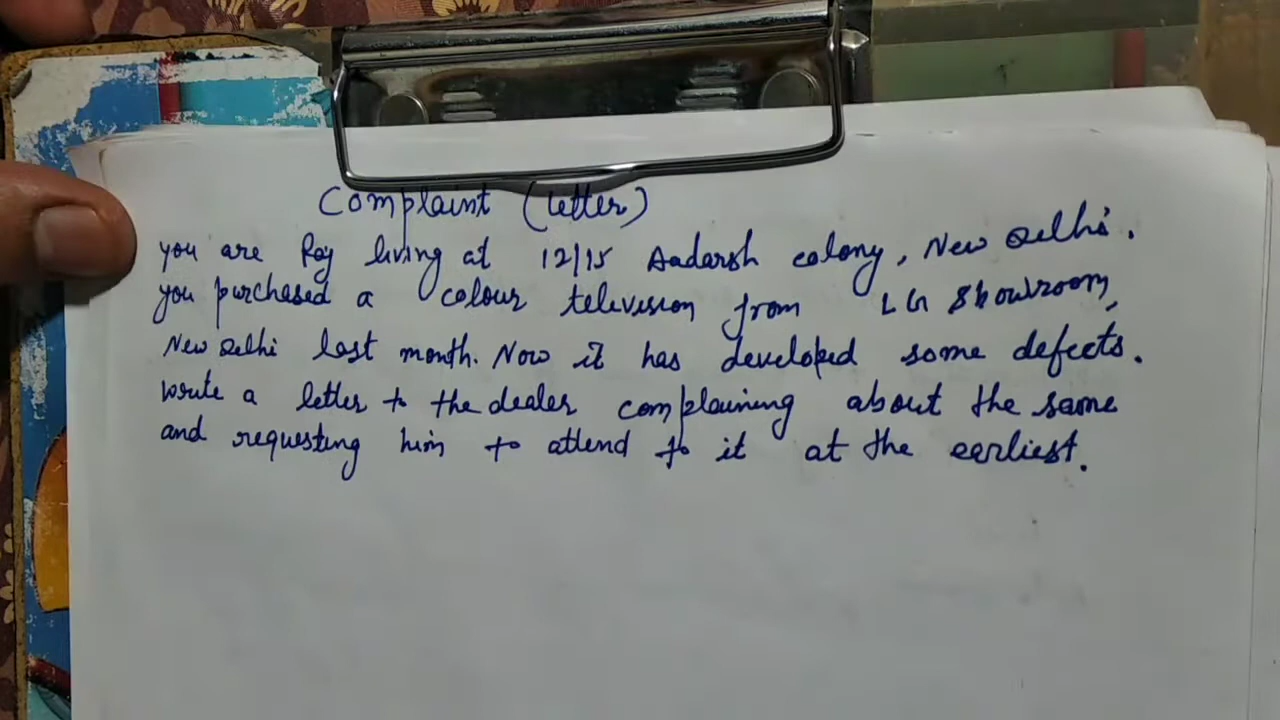 Complaint (Letter)
you are Roy living at 12/15 Aadarsh colony, New Delhi.
you purchased a colour television from LG Showroom,
New Delhi last month. Now it has developed some defects.
write a letter to the dealer complaining about the same
and requesting him to attend to it at the earliest.